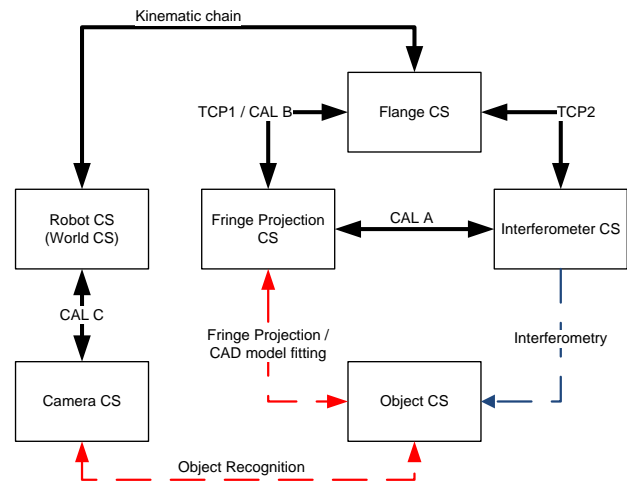 Kinematic chain
TCP1 / CAL B
Flange CS
TCP2
Robot CS
(World CS)
Fringe Projection
CS
CAL A
Interferometer CS
CAL C
Fringe Projection /
CAD model fitting
Interferometry
Camera CS
Object CS
Object Recognition